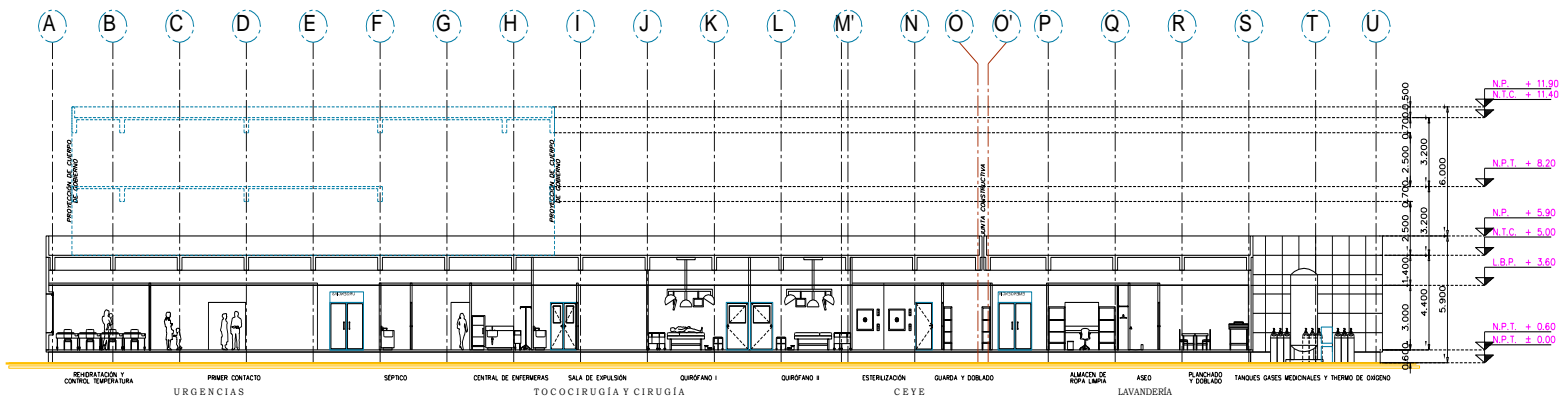 A B C D E F G H I J K L M' N O O' P Q R S T U
N.P. + 11.90
N.T.C. + 11.40
N.P.T. + 8.20
N.P. + 5.90
N.T.C. + 5.00
L.B.P. + 3.60
N.P.T. + 0.60
N.P.T. ± 0.00
0.500
0.700
2.500
0.700
2.500
1.400
3.000
0.600
3.200
3.200
4.400
6.000
5.900
PROYECCIÓN DE CUERPO
DE GOBIERNO
PROYECCIÓN DE CUERPO
DE GOBIERNO
JUNTA CONSTRUCTIVA
REHDRATACIÓN Y
CONTROL TEMPERATURA
PRIMER CONTACTO
SÉPTICO
CENTRAL DE ENFERMERAS
SALA DE EXPULSIÓN
QUIRÓFANO I
QUIRÓFANO II
ESTERILIZACIÓN
GUARDA Y DOBLADO
ALMACEN DE
ROPA LIMPIA
ASEO
PLANCHADO
Y DOBLADO
TANQUES GASES MEDICINALES Y THERMO DE OXÍGENO
URGENCIAS
TOCOCIRUGÍA Y CIRUGÍA
CEYE
LAVANDERÍA